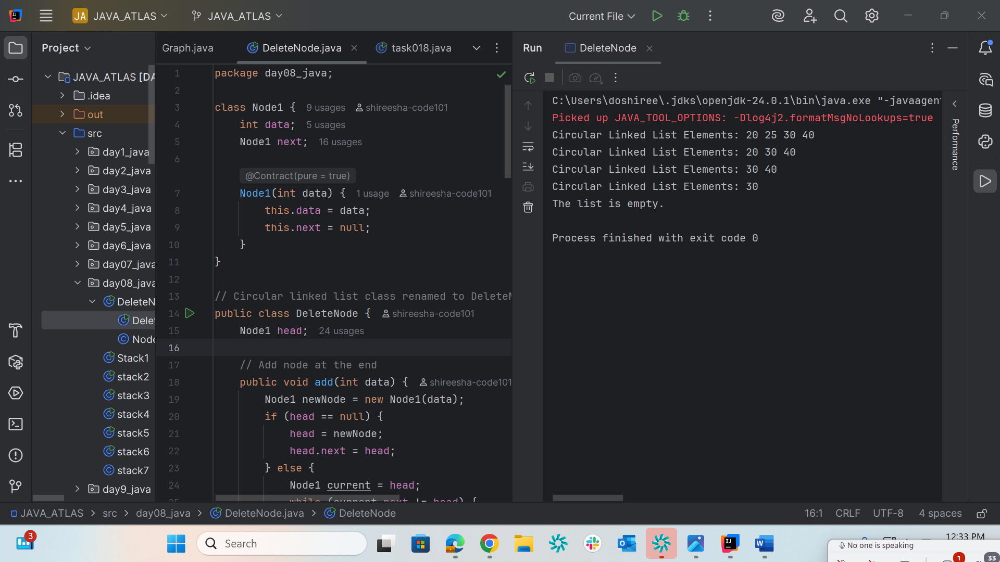 JA JAVA_ATLAS JAVA_ATLAS Current File
Project
Graph.java DeleteNode.java task018.java
Run DeleteNode
JAVA_ATLAS [DA
.idea
out
src
day1_java
day2_java
day3_java
day4_java
day5_java
day6_java
day07_java
day08_java
DeleteN
Delet
Node
Stack1
stack2
stack3
stack4
stack5
stack6
stack7
day9_java
1 package day08_java;
2
3 class Node1 { 9 usages shireesha-code101
4 int data; 5 usages
5 Node1 next; 16 usages
6
@Contract(pure = true)
7 Node1(int data) { 1 usage shireesha-code101
8 this.data = data;
9 this.next = null;
10 }
11 }
12
13 // Circular linked list class renamed to DeleteN
14 public class DeleteNode { shireesha-code101
15 Node1 head; 24 usages
16
17 // Add node at the end
18 public void add(int data) { shireesha-code101
19 Node1 newNode = new Node1(data);
20 if (head == null) {
21 head = newNode;
22 head.next = head;
23 } else {
24 Node1 current = head;
25 while (current.next != head) {
C:\Users\doshiree\.jdks\openjdk-24.0.1\bin\java.exe "-javaagent
Picked up JAVA_TOOL_OPTIONS: -Dlog4j2.formatMsgNoLookups=true
Circular Linked List Elements: 20 25 30 40
Circular Linked List Elements: 20 30 40
Circular Linked List Elements: 30 40
Circular Linked List Elements: 30
The list is empty.
Process finished with exit code 0
Performance
JAVA_ATLAS > src > day08_java > DeleteNode.java > DeleteNode
16:1 CRLF UTF-8 4 spaces
3
Search
12:33 PM
No one is speaking
1
33